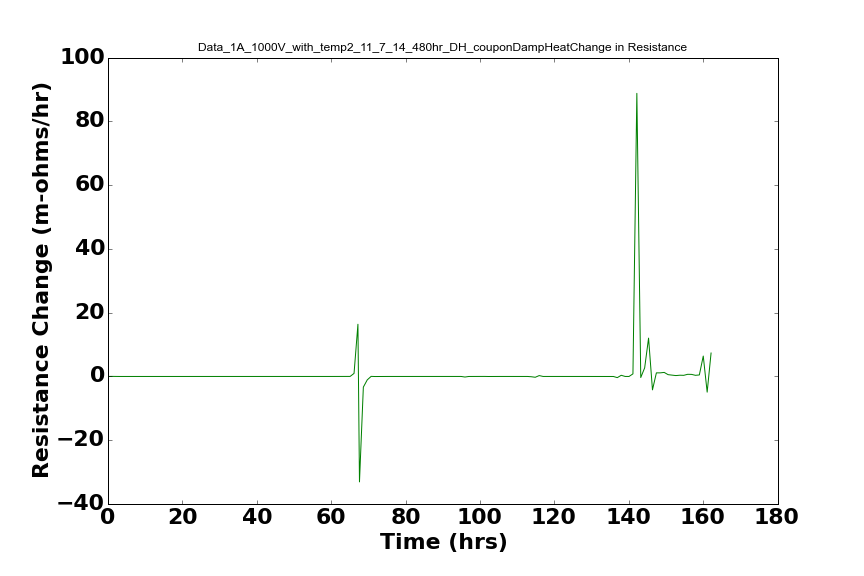 Data_1A_1000V_with_temp2_11_7_14_480hr_DH_couponDampHeatChange in Resistance
Resistance Change (m-ohms/hr)
100
80
60
40
20
0
−20
−40
0 20 40 60 80 100 120 140 160 180
Time (hrs)